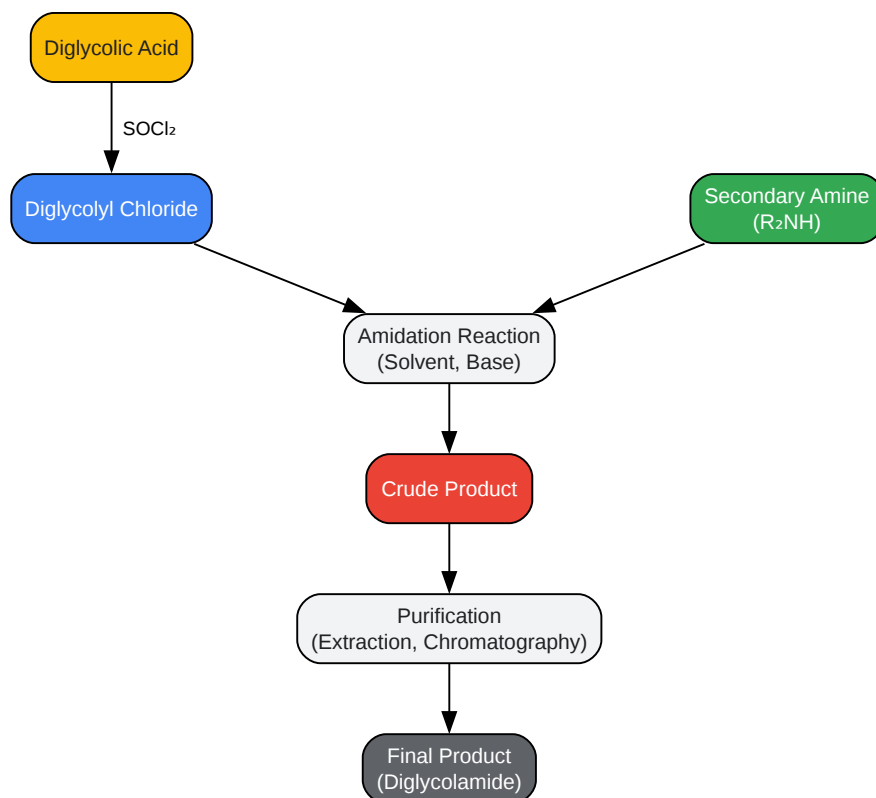 Diglycolic Acid
SOCl₂
Diglycolyl Chloride
Secondary Amine
(R₂NH)
Amidation Reaction
(Solvent, Base)
Crude Product
Purification
(Extraction, Chromatography)
Final Product
(Diglycolamide)